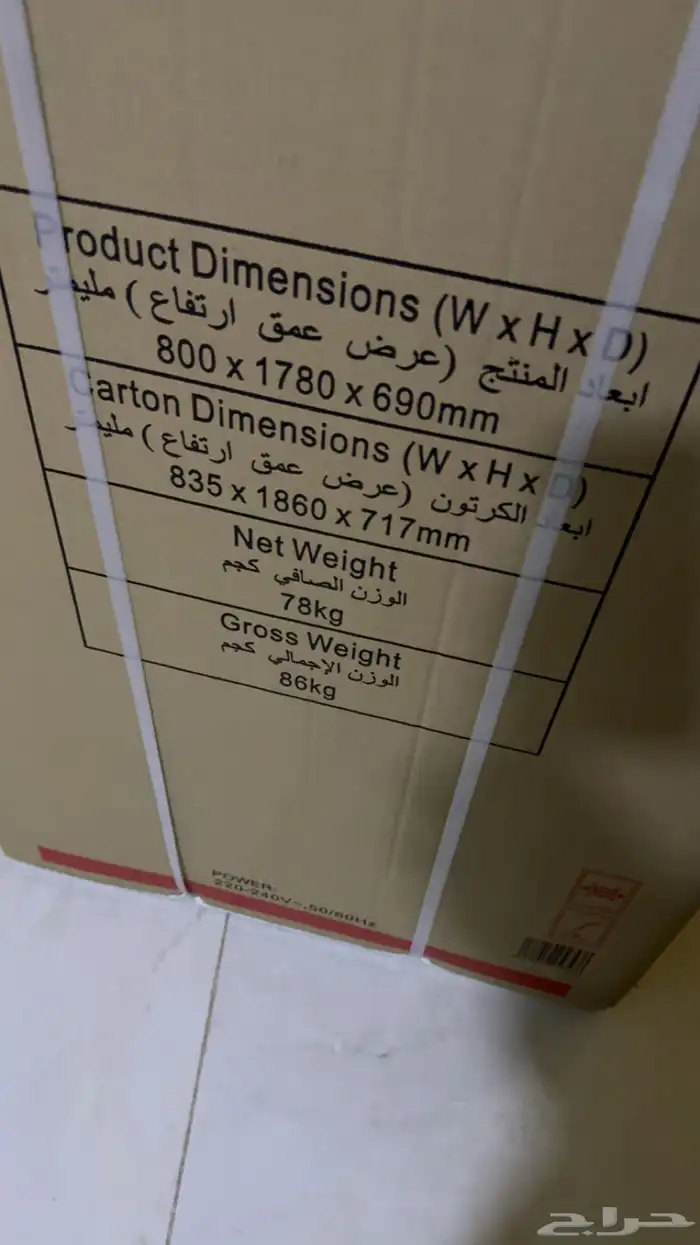 Product Dimensions (W x H x D)
ابعاد المنتج (عرض عمق ارتفاع) مليمتر
800 x 1780 x 690mm
Carton Dimensions (W x H x D)
ابعاد الكرتون (عرض عمق ارتفاع) مليمتر
835 x 1860 x 717mm
Net Weight
الوزن الصافي كجم
78kg
Gross Weight
الوزن الإجمالي كجم
86kg
POWER:
220-240V~,50/60Hz
حراج